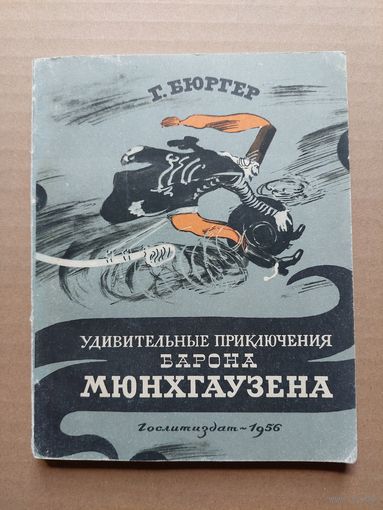 Г. БЮРГЕР
УДИВИТЕЛЬНЫЕ ПРИКЛЮЧЕНИЯ
БАРОНА
МЮНХГАУЗЕНА
Гослитиздат ~ 1956